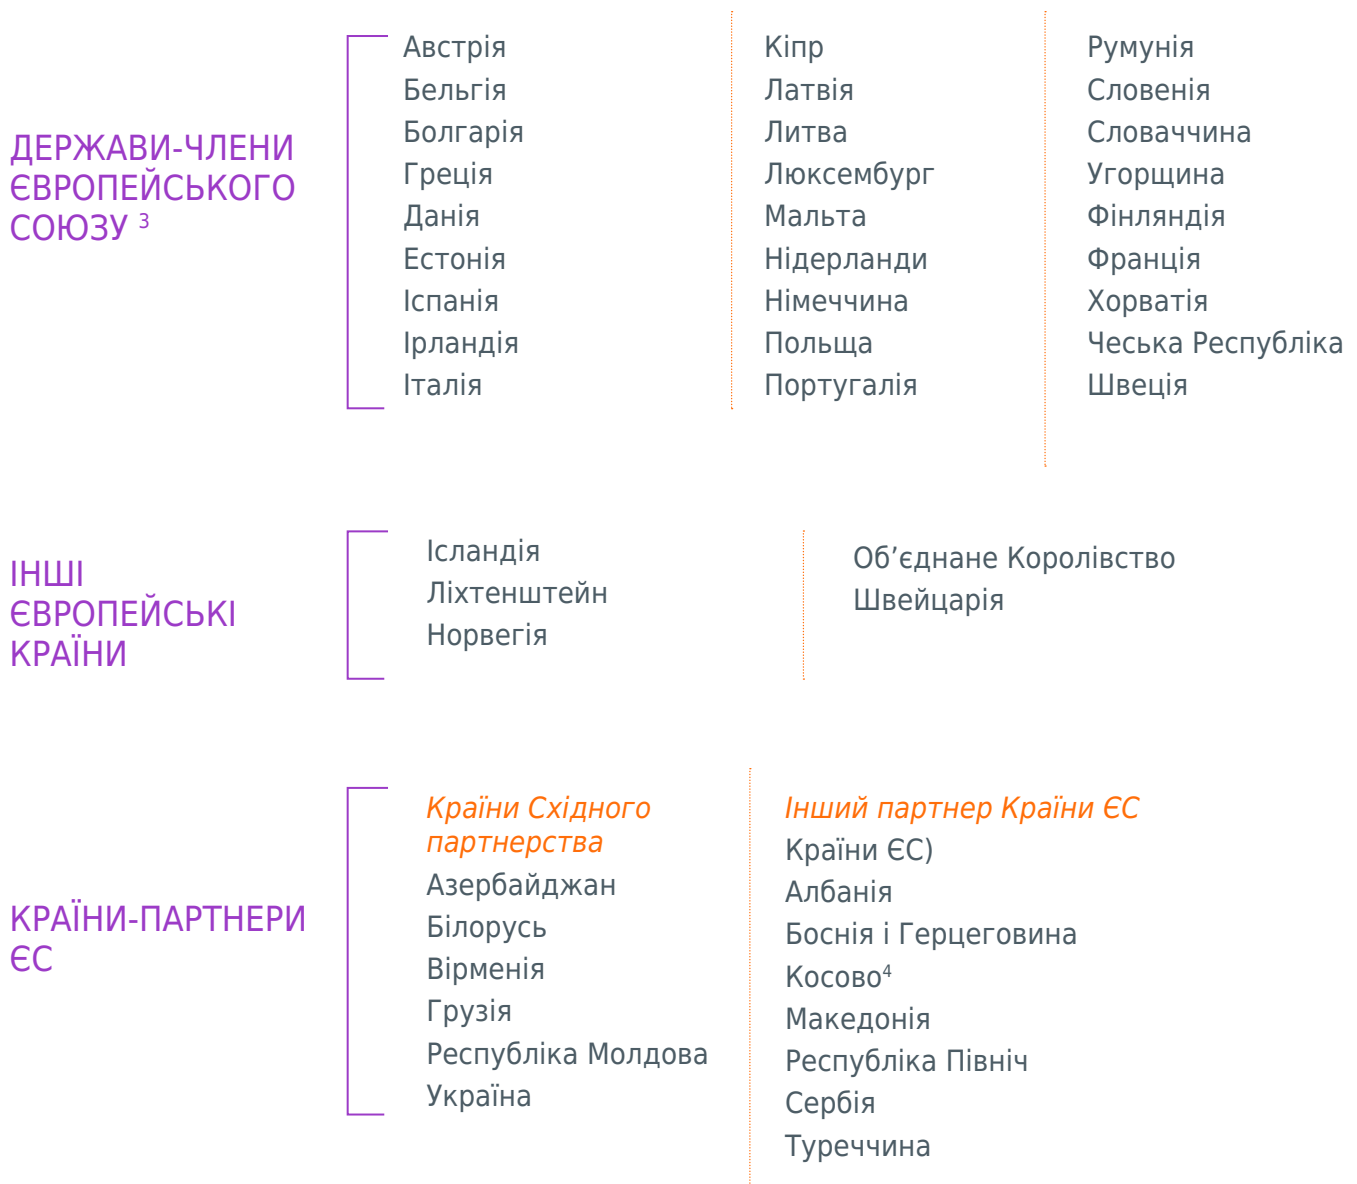 ДЕРЖАВИ-ЧЛЕНИ
ЄВРОПЕЙСЬКОГО
СОЮЗУ ³
Австрія
Бельгія
Болгарія
Греція
Данія
Естонія
Іспанія
Ірландія
Італія
Кіпр
Латвія
Литва
Люксембург
Мальта
Нідерланди
Німеччина
Польща
Португалія
Румунія
Словенія
Словаччина
Угорщина
Фінляндія
Франція
Хорватія
Чеська Республіка
Швеція
ІНШІ
ЄВРОПЕЙСЬКІ
КРАЇНИ
Ісландія
Ліхтенштейн
Норвегія
Об’єднане Королівство
Швейцарія
КРАЇНИ-ПАРТНЕРИ
ЄС
Країни Східного
партнерства
Азербайджан
Білорусь
Вірменія
Грузія
Республіка Молдова
Україна
Інший партнер Країни ЄС
Країни ЄС)
Албанія
Боснія і Герцеговина
Косово⁴
Македонія
Республіка Північ
Сербія
Туреччина